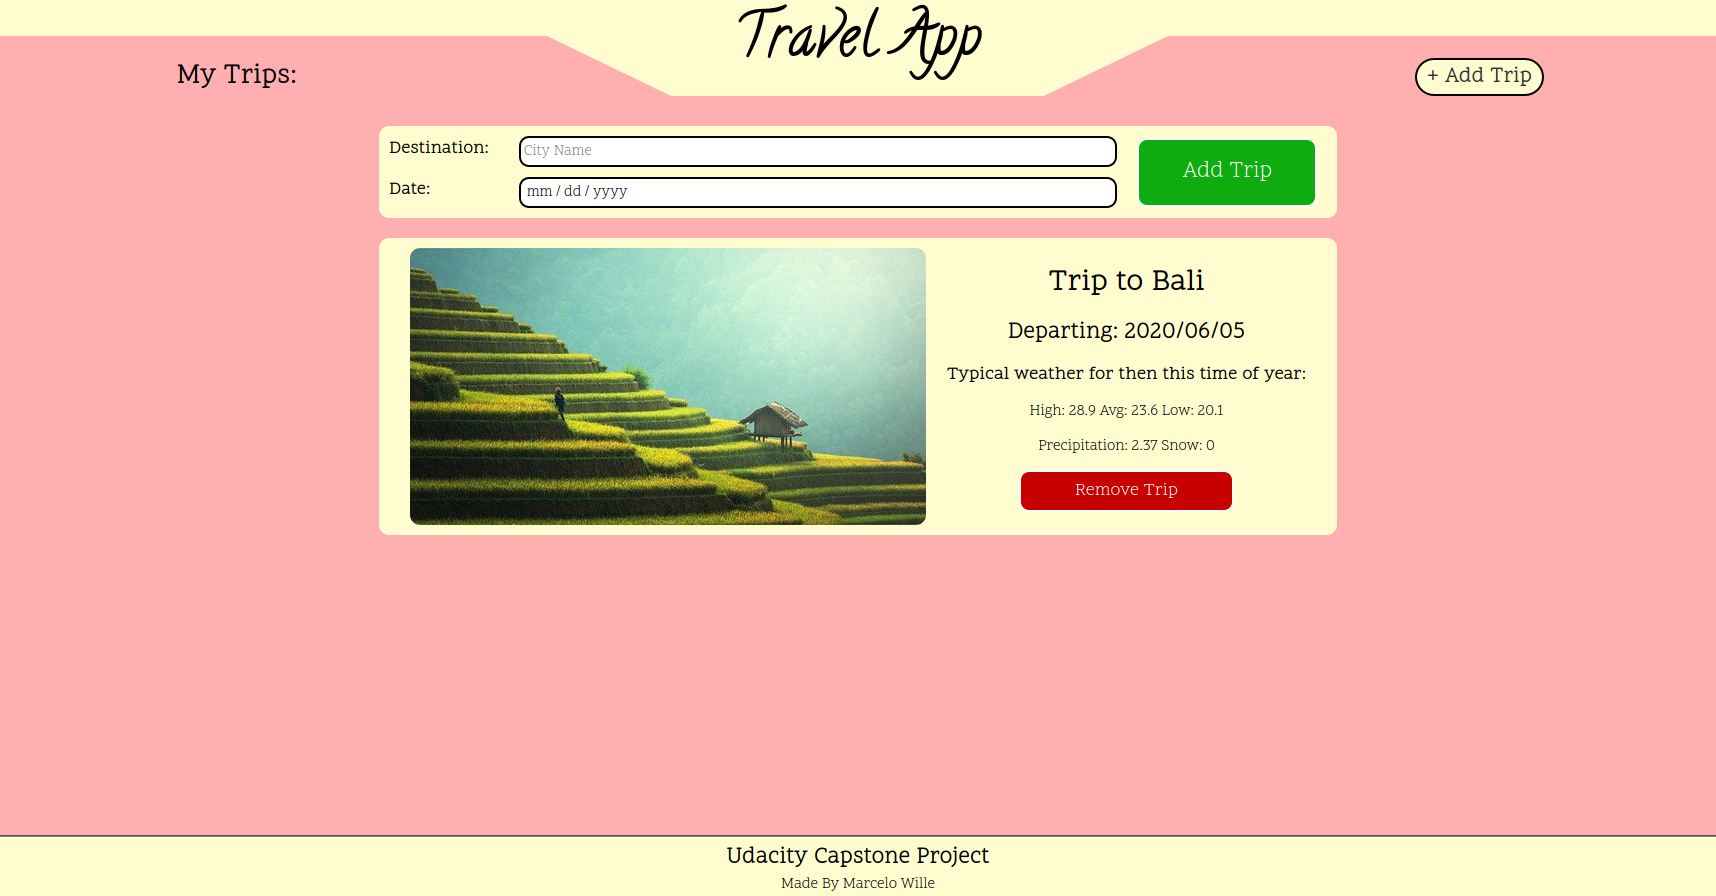 Travel App
My Trips:
+ Add Trip
Destination:
City Name
Date:
mm / dd / yyyy
Add Trip
Trip to Bali
Departing: 2020/06/05
Typical weather for then this time of year:
High: 28.9 Avg: 23.6 Low: 20.1
Precipitation: 2.37 Snow: 0
Remove Trip
Udacity Capstone Project
Made By Marcelo Wille